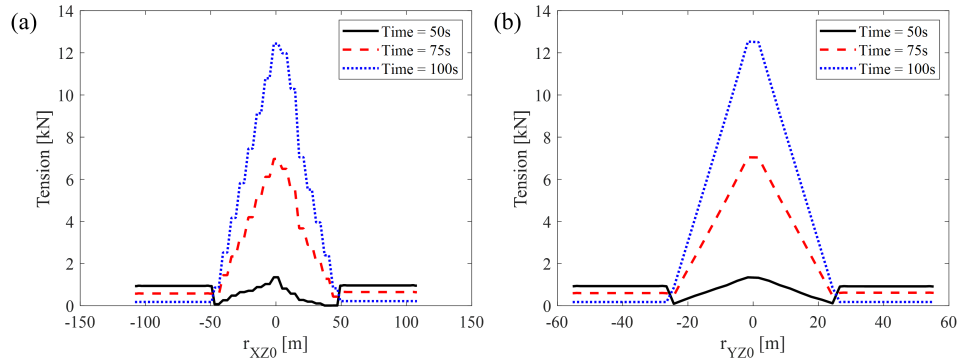 (a)
Tension [kN]
14
12
10
8
6
4
2
0
Time = 50s
Time = 75s
Time = 100s
-150
-100
-50
0
50
100
150
r_XZ0 [m]
(b)
Tension [kN]
14
12
10
8
6
4
2
0
Time = 50s
Time = 75s
Time = 100s
-60
-40
-20
0
20
40
60
r_YZ0 [m]